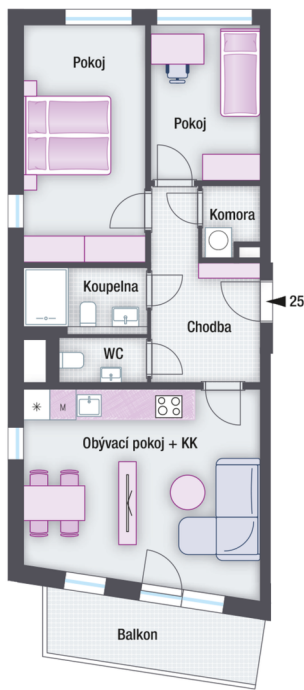 Pokoj
Pokoj
Komora
Koupelna
25
Chodba
WC
M
Obývací pokoj + KK
Balkon